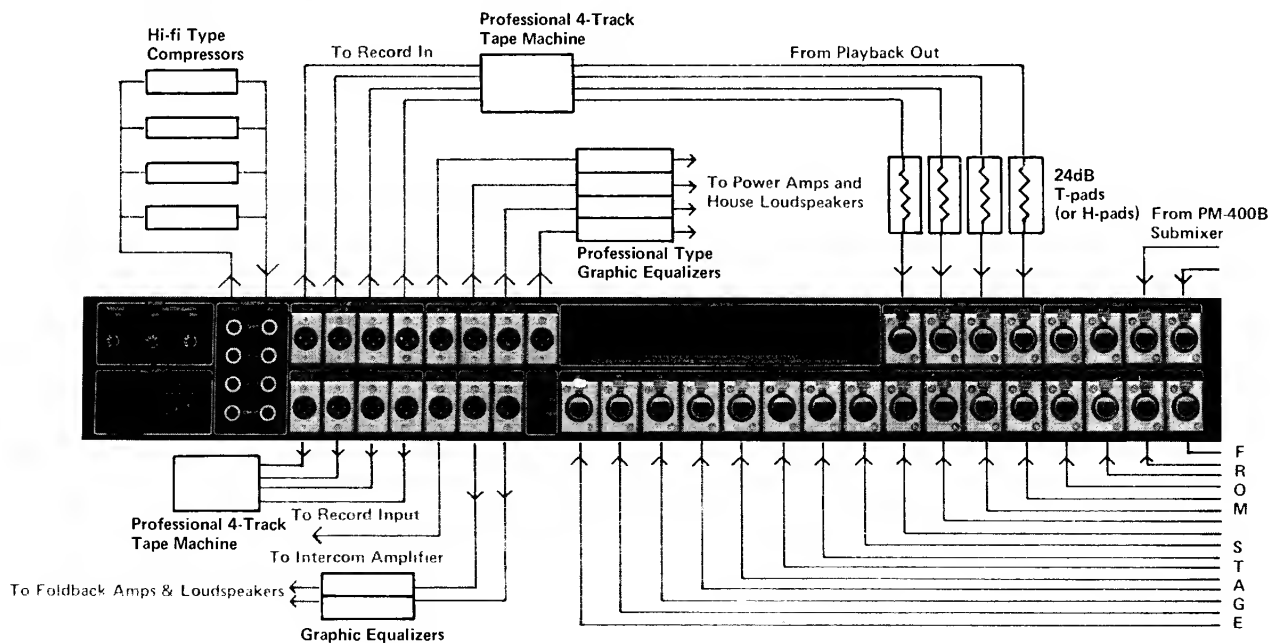 Professional 4-Track
Tape Machine
Hi-fi Type
Compressors
To Record In
From Playback Out
24dB
T-pads
(or H-pads)
From PM-400B
Submixer
To Power Amps and
House Loudspeakers
Professional Type
Graphic Equalizers
Professional 4-Track
Tape Machine
To Record Input
To Intercom Amplifier
To Foldback Amps & Loudspeakers
Graphic Equalizers
F
R
O
M
S
T
A
G
E